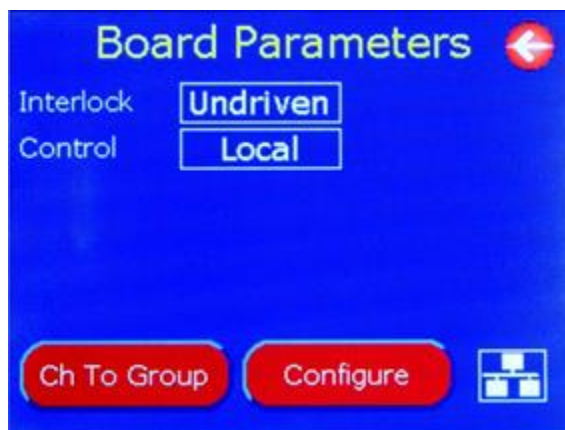 Board Parameters
Interlock Undriven
Control Local
Ch To Group Configure